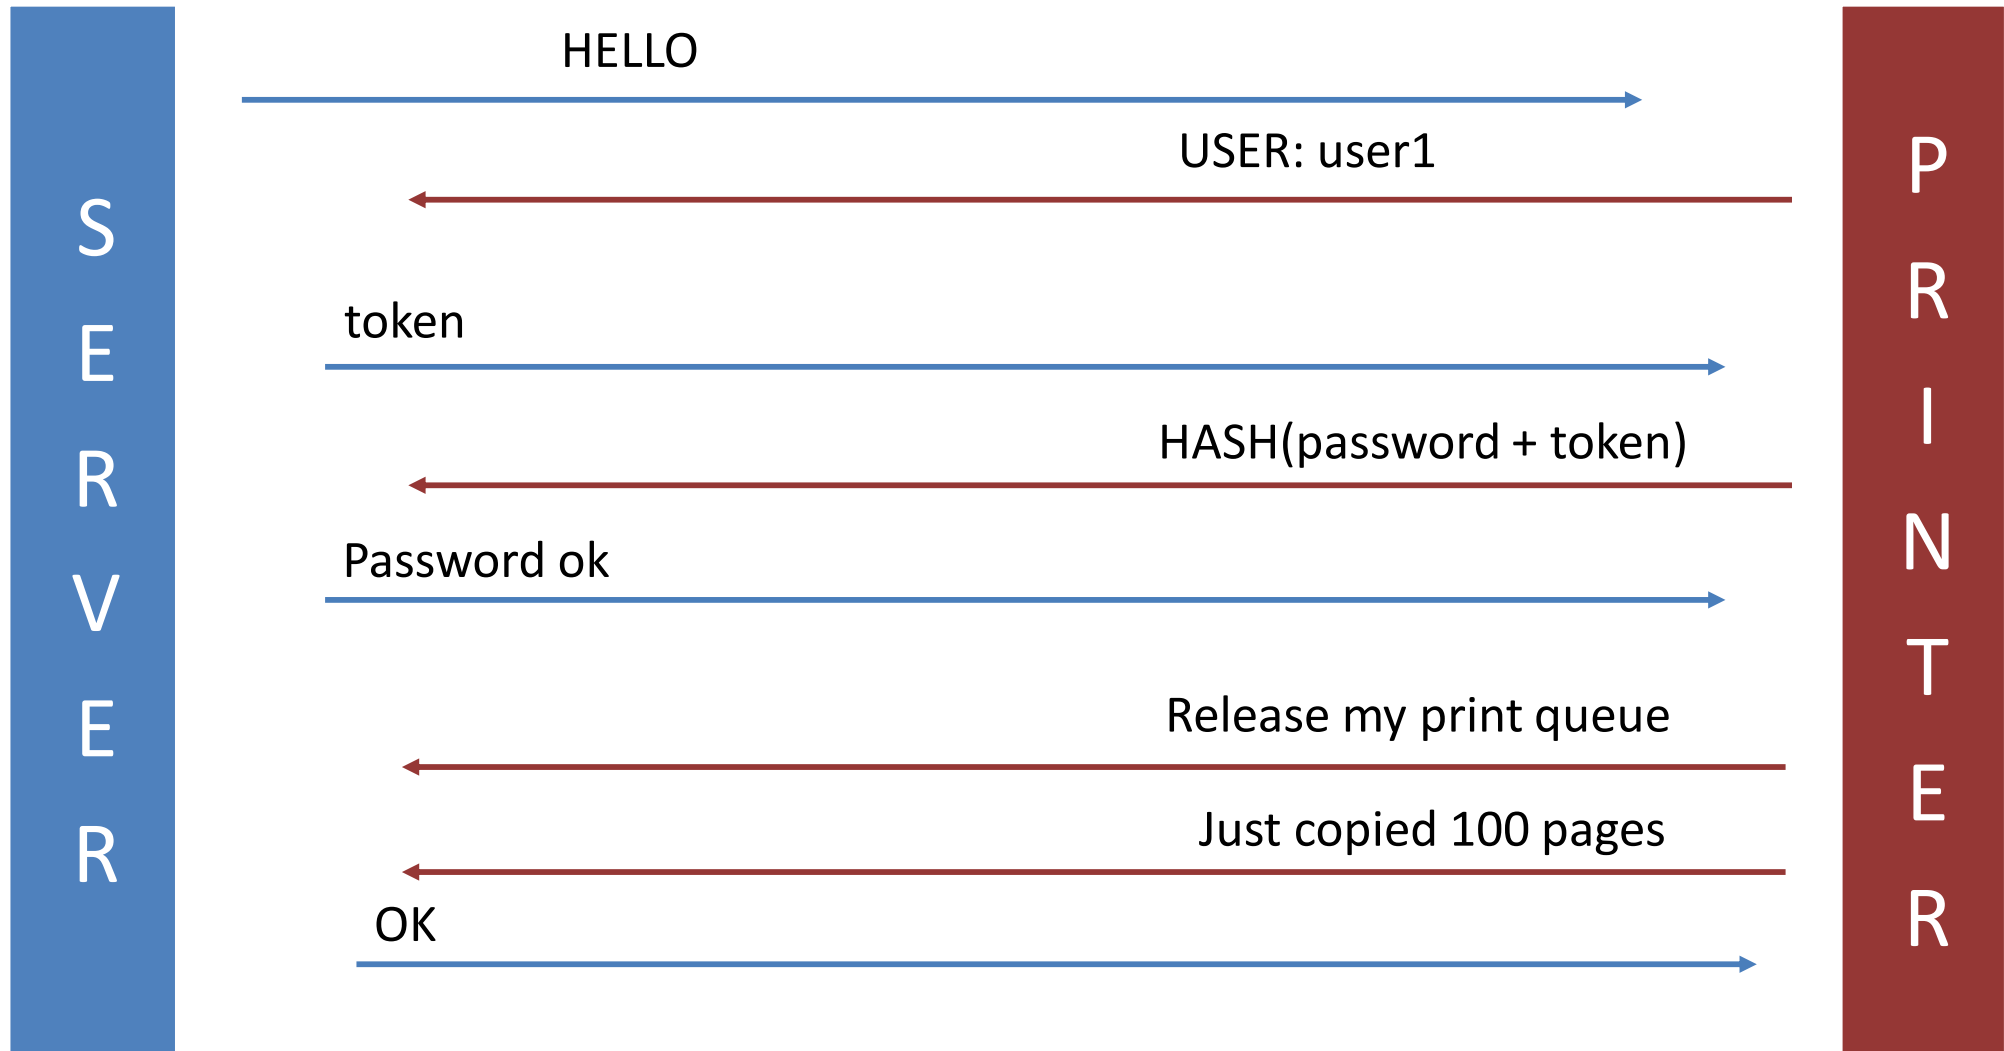 SERVER
HELLO
USER: user1
token
HASH(password + token)
Password ok
Release my print queue
Just copied 100 pages
OK
PRINTER